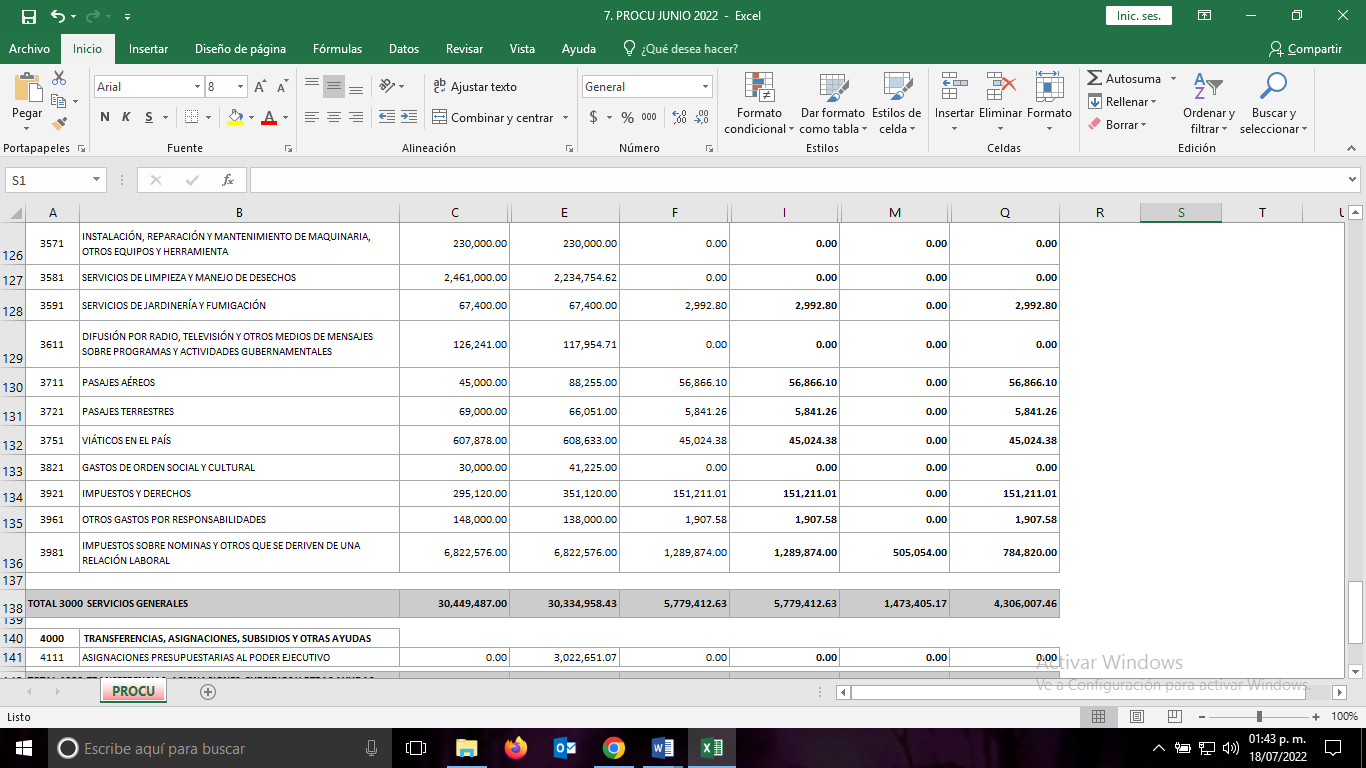 7. PROCU JUNIO 2022 - Excel
Inic. ses.
Archivo Inicio Insertar Diseño de página Fórmulas Datos Revisar Vista Ayuda ¿Qué desea hacer? Compartir
Pegar
Arial 8
N K S
Ajustar texto
Combinar y centrar
General
$ % 000
Formato condicional
Dar formato como tabla
Estilos de celda
Insertar Eliminar Formato
Autosuma
Rellenar
Borrar
Ordenar y filtrar
Buscar y seleccionar
Portapapeles Fuente Alineación Número Estilos Celdas Edición
S1 fx
A B C E F I M Q R S T U
126 3571 INSTALACIÓN, REPARACIÓN Y MANTENIMIENTO DE MAQUINARIA, OTROS EQUIPOS Y HERRAMIENTA 230,000.00 230,000.00 0.00 0.00 0.00 0.00
127 3581 SERVICIOS DE LIMPIEZA Y MANEJO DE DESECHOS 2,461,000.00 2,234,754.62 0.00 0.00 0.00 0.00
128 3591 SERVICIOS DE JARDINERÍA Y FUMIGACIÓN 67,400.00 67,400.00 2,992.80 2,992.80 0.00 2,992.80
129 3611 DIFUSIÓN POR RADIO, TELEVISIÓN Y OTROS MEDIOS DE MENSAJES SOBRE PROGRAMAS Y ACTIVIDADES GUBERNAMENTALES 126,241.00 117,954.71 0.00 0.00 0.00 0.00
130 3711 PASAJES AÉREOS 45,000.00 88,255.00 56,866.10 56,866.10 0.00 56,866.10
131 3721 PASAJES TERRESTRES 69,000.00 66,051.00 5,841.26 5,841.26 0.00 5,841.26
132 3751 VIÁTICOS EN EL PAÍS 607,878.00 608,633.00 45,024.38 45,024.38 0.00 45,024.38
133 3821 GASTOS DE ORDEN SOCIAL Y CULTURAL 30,000.00 41,225.00 0.00 0.00 0.00 0.00
134 3921 IMPUESTOS Y DERECHOS 295,120.00 351,120.00 151,211.01 151,211.01 0.00 151,211.01
135 3961 OTROS GASTOS POR RESPONSABILIDADES 148,000.00 138,000.00 1,907.58 1,907.58 0.00 1,907.58
136 3981 IMPUESTOS SOBRE NOMINAS Y OTROS QUE SE DERIVEN DE UNA RELACIÓN LABORAL 6,822,576.00 6,822,576.00 1,289,874.00 1,289,874.00 505,054.00 784,820.00
137
138 TOTAL 3000 SERVICIOS GENERALES 30,449,487.00 30,334,958.43 5,779,412.63 5,779,412.63 1,473,405.17 4,306,007.46
139
140 4000 TRANSFERENCIAS, ASIGNACIONES, SUBSIDIOS Y OTRAS AYUDAS
141 4111 ASIGNACIONES PRESUPUESTARIAS AL PODER EJECUTIVO 0.00 3,022,651.07 0.00 0.00 0.00 0.00
Activar Windows
Ve a Configuración para activar Windows.
PROCU
Listo 100%
Escribe aquí para buscar
01:43 p. m.
18/07/2022